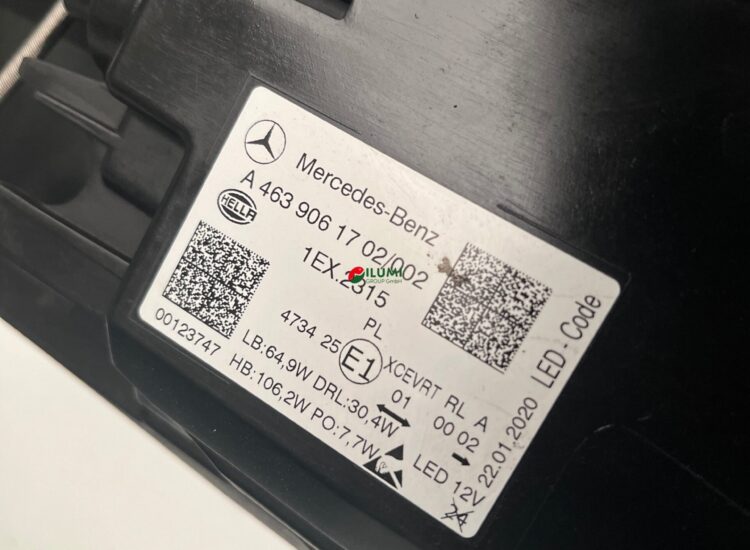 Mercedes-Benz
A 463 906 17 02/002
HELLA
1EX.2315
ILUMI
GROUP GmbH
PL
4734 25 E1 XCEVRT RL A
01 00 02
00123747
LB:64,9W DRL:30,4W
HB:106,2W PO:7,7W
LED 12V
24
22.01.2020 LED-Code